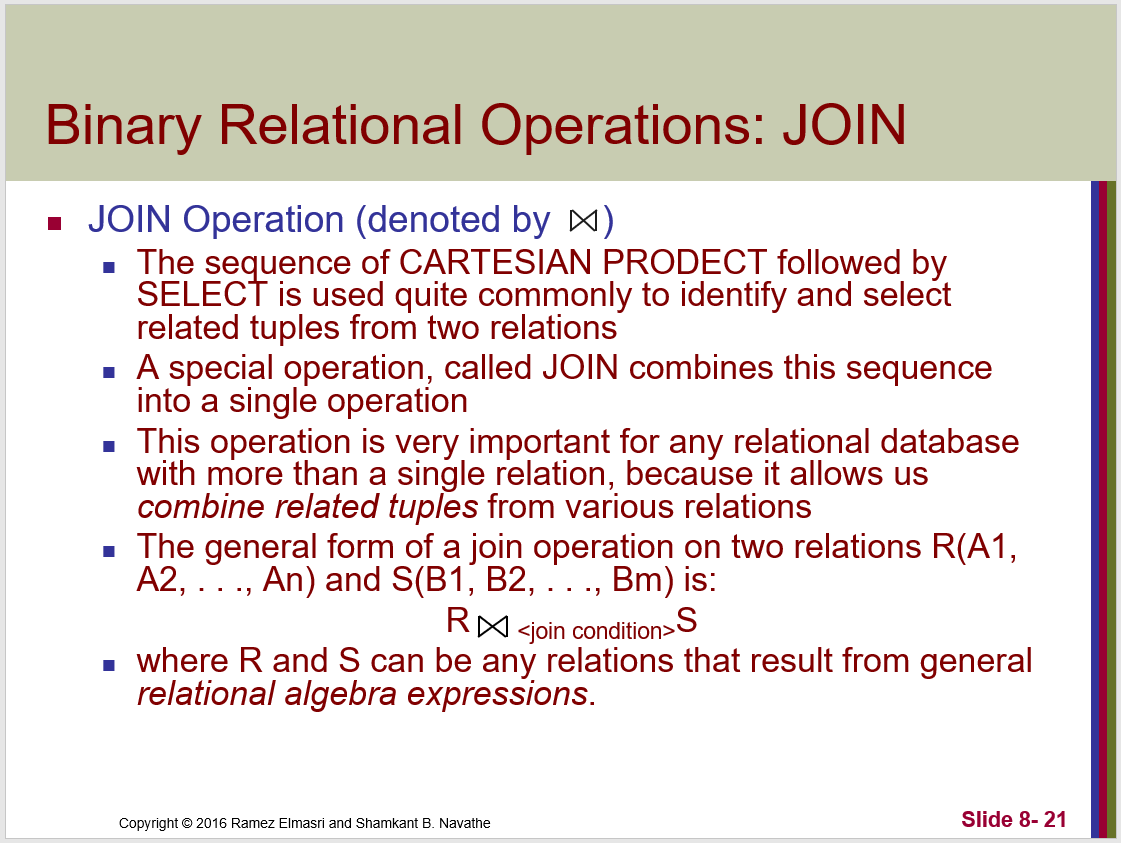 Binary Relational Operations: JOIN
JOIN Operation (denoted by ⋈)
The sequence of CARTESIAN PRODECT followed by
SELECT is used quite commonly to identify and select
related tuples from two relations
A special operation, called JOIN combines this sequence
into a single operation
This operation is very important for any relational database
with more than a single relation, because it allows us
combine related tuples from various relations
The general form of a join operation on two relations R(A1,
A2, . . ., An) and S(B1, B2, . . ., Bm) is:
R ⋈ <join condition>S
where R and S can be any relations that result from general
relational algebra expressions.
Copyright © 2016 Ramez Elmasri and Shamkant B. Navathe
Slide 8- 21